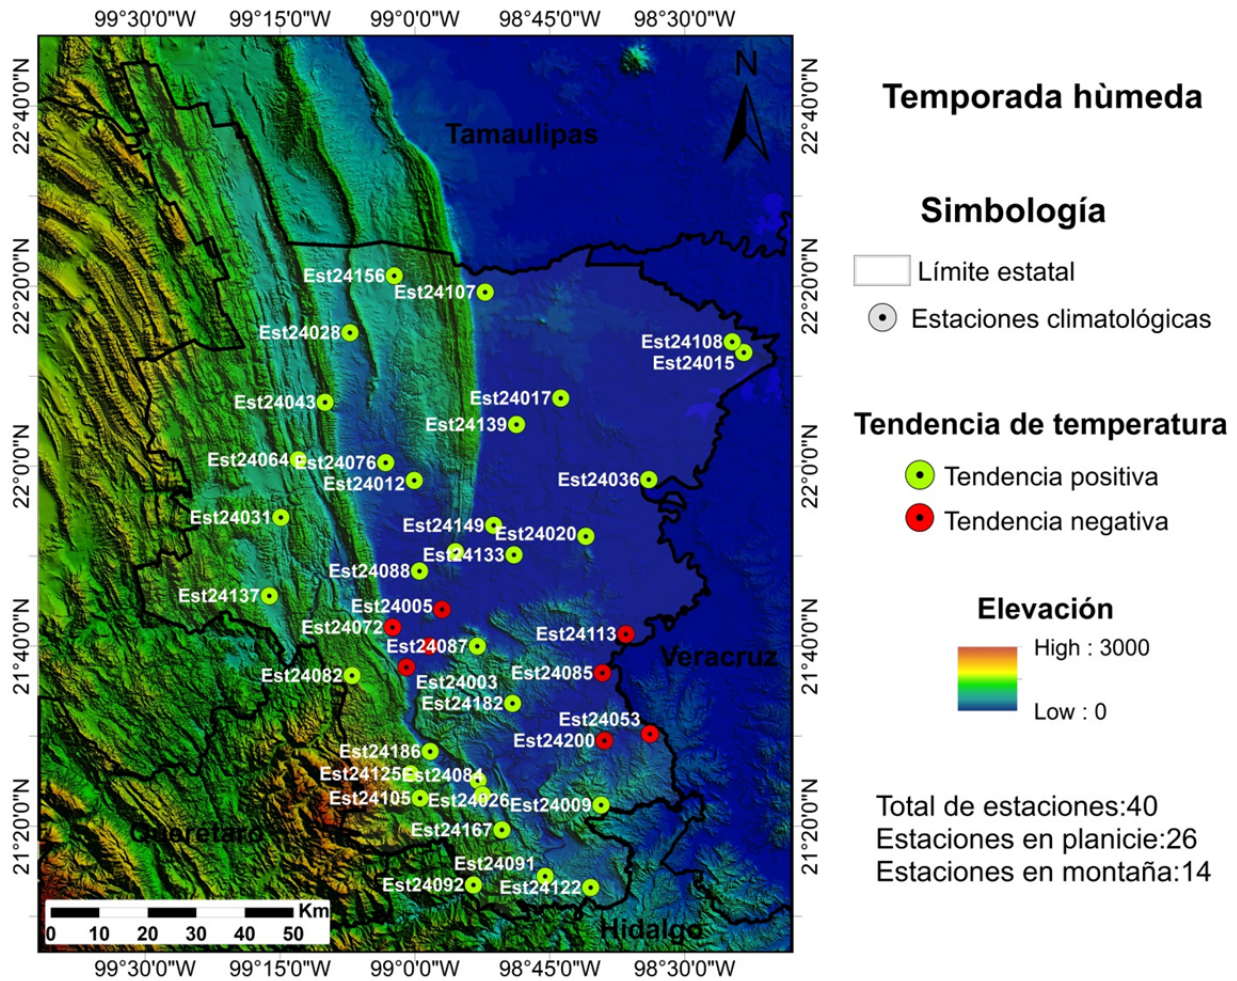 99°30'0"W 99°15'0"W 99°0'0"W 98°45'0"W 98°30'0"W
N
Tamaulipas
22°40'0"N 22°40'0"N
Est24156
Est24107
22°20'0"N 22°20'0"N
Est24028
Est24108
Est24015
Est24017
Est24043
Est24139
Est24064
Est24076
Est24012
Est24036
22°0'0"N 22°0'0"N
Est24031
Est24149
Est24020
Est24133
Est24088
Est24137
Est24005
Est24072
Est24113
Est24087
21°40'0"N 21°40'0"N
Veracruz
Est24082
Est24003
Est24085
Est24182
Est24053
Est24200
Est24186
Est24125
Est24084
Est24105
Est24026
Est24009
21°20'0"N 21°20'0"N
Querétaro
Est24167
Est24091
Est24092
Est24122
Km
0 10 20 30 40 50
Hidalgo
99°30'0"W 99°15'0"W 99°0'0"W 98°45'0"W 98°30'0"W
Temporada hùmeda
Simbología
Límite estatal
Estaciones climatológicas
Tendencia de temperatura
Tendencia positiva
Tendencia negativa
Elevación
High : 3000
Low : 0
Total de estaciones:40
Estaciones en planicie:26
Estaciones en montaña:14